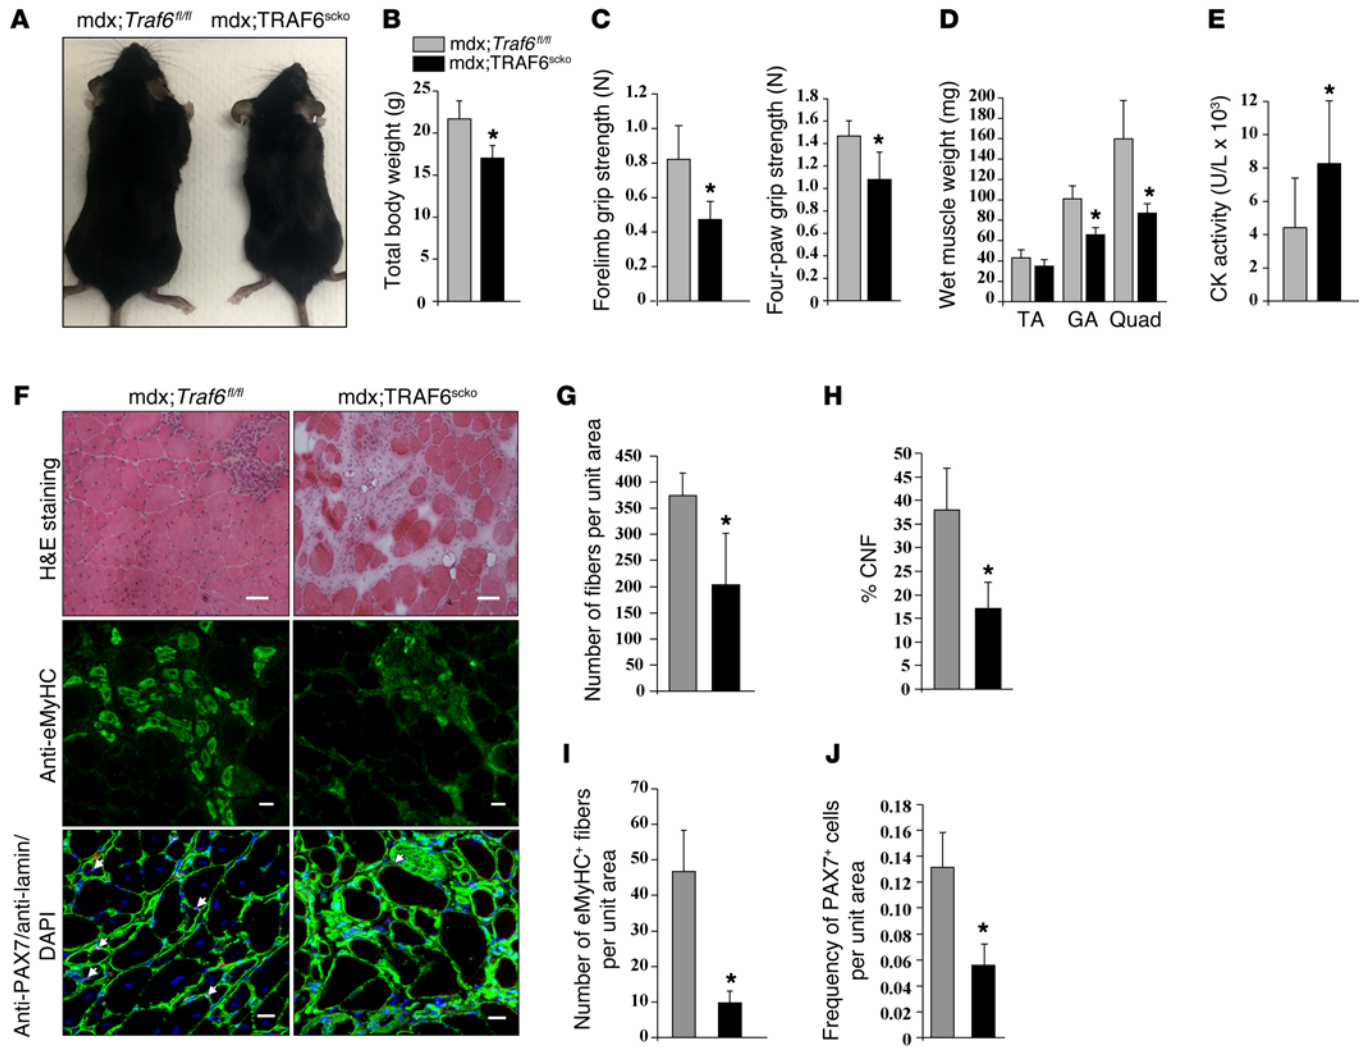 A
mdx;Traf6fl/fl
mdx;TRAF6scko
B
mdx;Traf6fl/fl
mdx;TRAF6scko
Total body weight (g)
25
20
15
10
5
0
*
C
Forelimb grip strength (N)
1.2
1.0
0.8
0.6
0.4
0.2
0
*
Four-paw grip strength (N)
1.8
1.6
1.4
1.2
1.0
0.8
0.6
0.4
0.2
0
*
D
Wet muscle weight (mg)
200
180
160
140
120
100
80
60
40
20
0
*
*
TA GA Quad
E
CK activity (U/L x 10³)
12
10
8
6
4
2
0
*
F
mdx;Traf6fl/fl
mdx;TRAF6scko
H&E staining
Anti-eMyHC
Anti-PAX7/anti-lamin/
DAPI
G
Number of fibers per unit area
450
400
350
300
250
200
150
100
50
0
*
H
% CNF
50
45
40
35
30
25
20
15
10
5
0
*
I
Number of eMyHC⁺ fibers
per unit area
70
60
50
40
30
20
10
0
*
J
Frequency of PAX7⁺ cells
per unit area
0.18
0.16
0.14
0.12
0.10
0.08
0.06
0.04
0.02
0
*